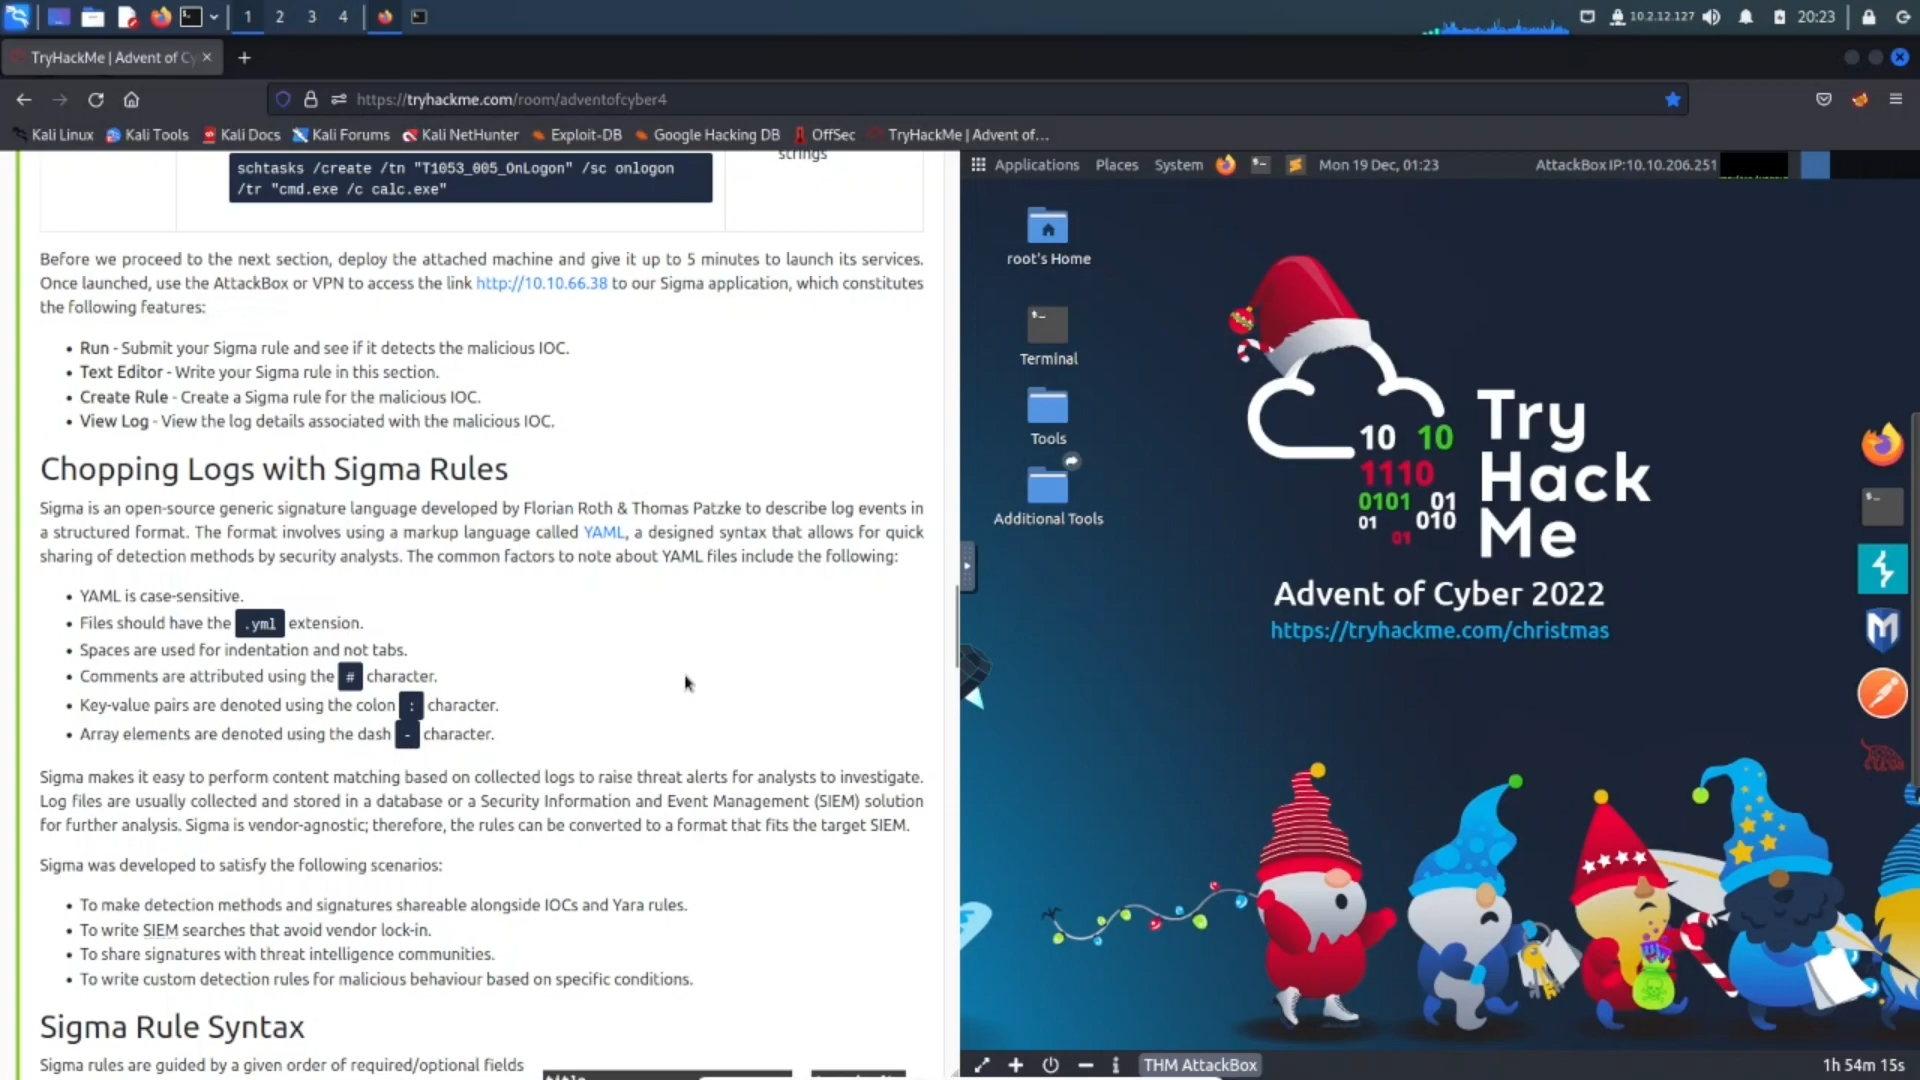 1 2 3 4
10.2.12.127
20:23
TryHackMe | Advent of Cy
https://tryhackme.com/room/adventofcyber4
Kali Linux Kali Tools Kali Docs Kali Forums Kali NetHunter Exploit-DB Google Hacking DB OffSec TryHackMe | Advent of…
strings
schtasks /create /tn "T1053_005_OnLogon" /sc onlogon
/tr "cmd.exe /c calc.exe"
Before we proceed to the next section, deploy the attached machine and give it up to 5 minutes to launch its services.
Once launched, use the AttackBox or VPN to access the link http://10.10.66.38 to our Sigma application, which constitutes
the following features:
• Run - Submit your Sigma rule and see if it detects the malicious IOC.
• Text Editor - Write your Sigma rule in this section.
• Create Rule - Create a Sigma rule for the malicious IOC.
• View Log - View the log details associated with the malicious IOC.
Chopping Logs with Sigma Rules
Sigma is an open-source generic signature language developed by Florian Roth & Thomas Patzke to describe log events in
a structured format. The format involves using a markup language called YAML, a designed syntax that allows for quick
sharing of detection methods by security analysts. The common factors to note about YAML files include the following:
• YAML is case-sensitive.
• Files should have the .yml extension.
• Spaces are used for indentation and not tabs.
• Comments are attributed using the # character.
• Key-value pairs are denoted using the colon : character.
• Array elements are denoted using the dash - character.
Sigma makes it easy to perform content matching based on collected logs to raise threat alerts for analysts to investigate.
Log files are usually collected and stored in a database or a Security Information and Event Management (SIEM) solution
for further analysis. Sigma is vendor-agnostic; therefore, the rules can be converted to a format that fits the target SIEM.
Sigma was developed to satisfy the following scenarios:
• To make detection methods and signatures shareable alongside IOCs and Yara rules.
• To write SIEM searches that avoid vendor lock-in.
• To share signatures with threat intelligence communities.
• To write custom detection rules for malicious behaviour based on specific conditions.
Sigma Rule Syntax
Sigma rules are guided by a given order of required/optional fields
Applications Places System Mon 19 Dec, 01:23 AttackBox IP:10.10.206.251
root's Home
Terminal
Tools
Additional Tools
10 10
1110
0101 01
01 010
01
Try
Hack
Me
Advent of Cyber 2022
https://tryhackme.com/christmas
THM AttackBox
1h 54m 15s